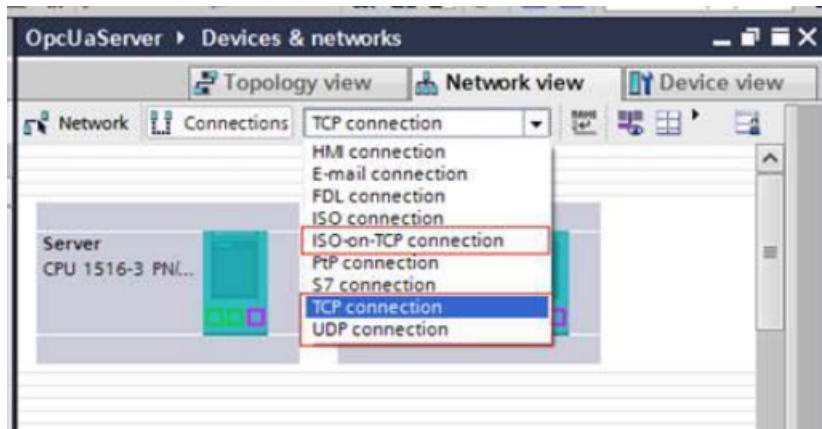 OpcUaServer ▸ Devices & networks
Topology view
Network view
Device view
Network
Connections
TCP connection
HMI connection
E-mail connection
FDL connection
ISO connection
ISO-on-TCP connection
PtP connection
S7 connection
TCP connection
UDP connection
Server
CPU 1516-3 PN/...